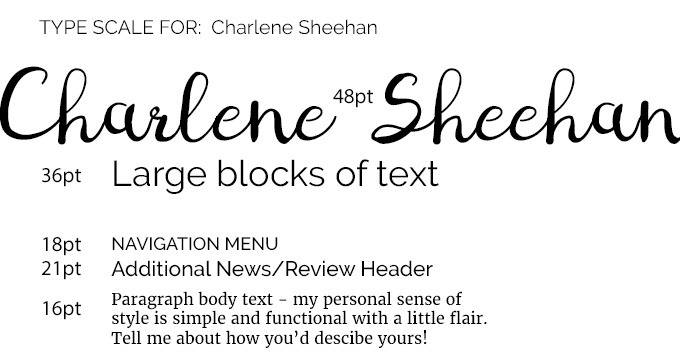 TYPE SCALE FOR: Charlene Sheehan
Charlene 48pt Sheehan
36pt Large blocks of text
18pt NAVIGATION MENU
21pt Additional News/Review Header
16pt Paragraph body text - my personal sense of
style is simple and functional with a little flair.
Tell me about how you'd descibe yours!